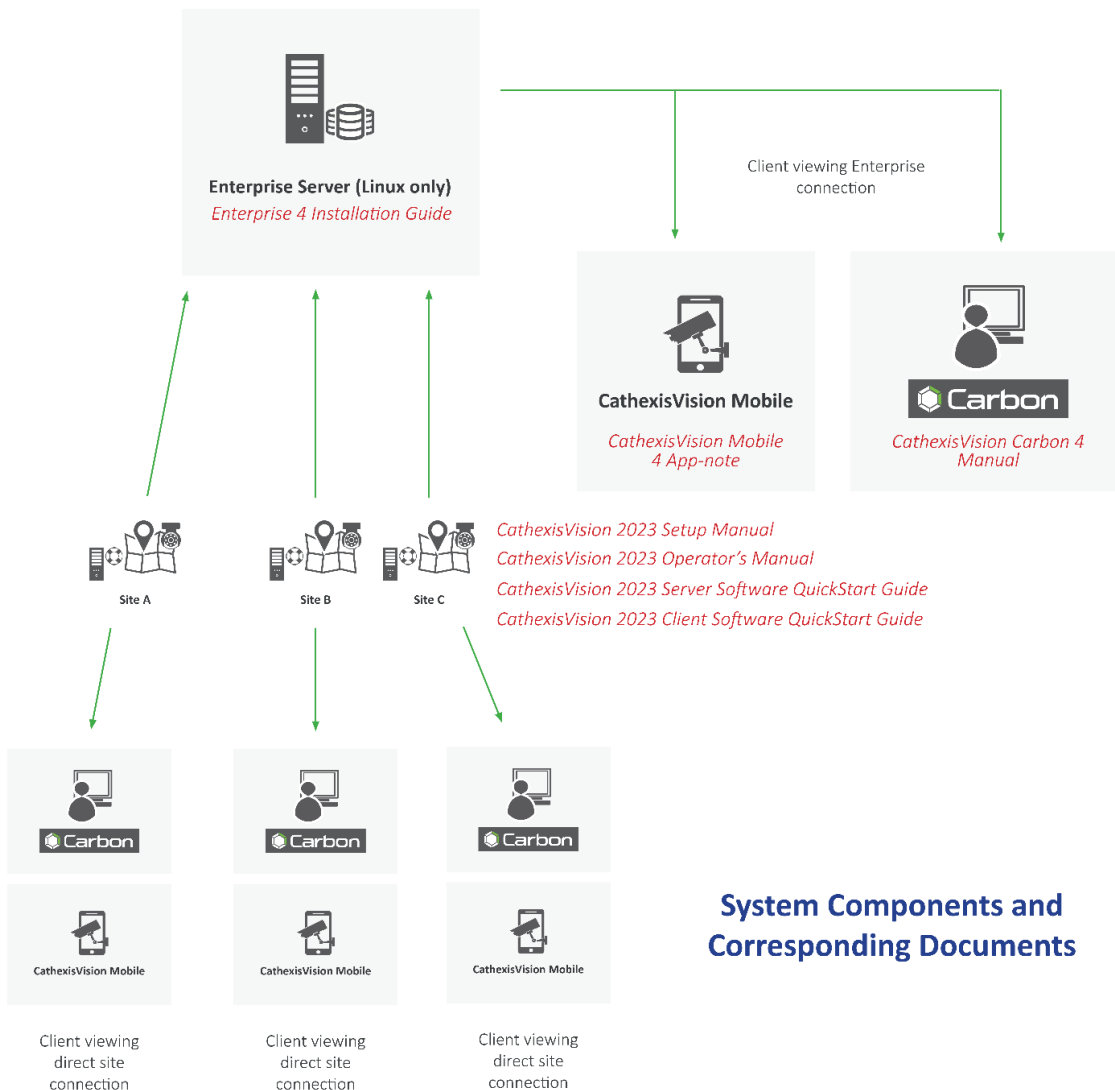 Enterprise Server (Linux only)
Enterprise 4 Installation Guide
Client viewing Enterprise
connection
CathexisVision Mobile
CathexisVision Mobile
4 App-note
Carbon
CathexisVision Carbon 4
Manual
Site A
Site B
Site C
CathexisVision 2023 Setup Manual
CathexisVision 2023 Operator’s Manual
CathexisVision 2023 Server Software QuickStart Guide
CathexisVision 2023 Client Software QuickStart Guide
Carbon
CathexisVision Mobile
Client viewing
direct site
connection
Carbon
CathexisVision Mobile
Client viewing
direct site
connection
Carbon
CathexisVision Mobile
Client viewing
direct site
connection
System Components and
Corresponding Documents